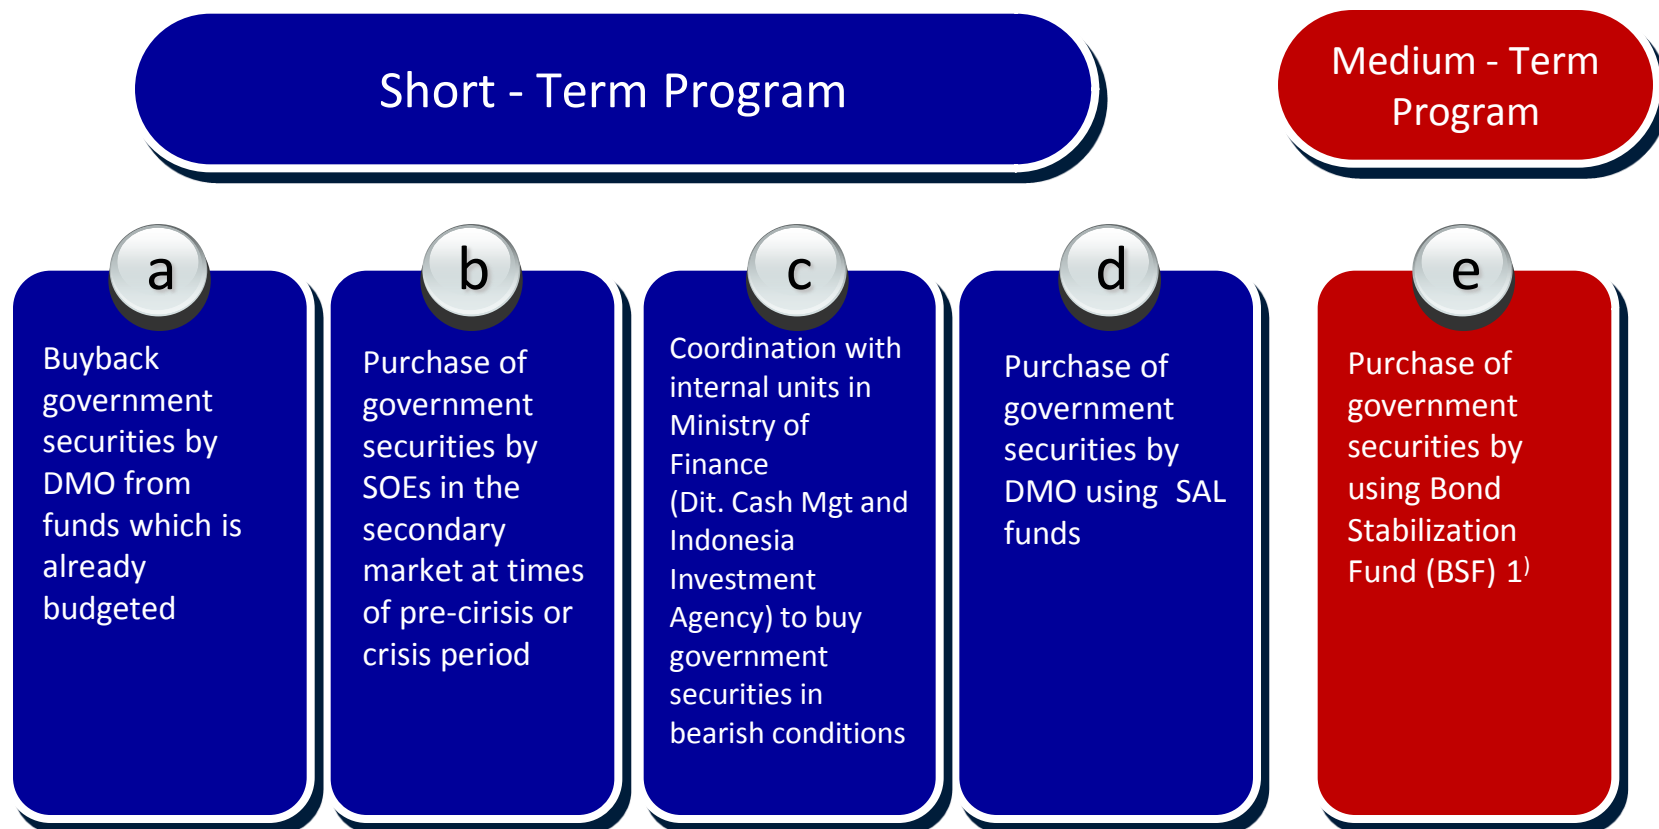 Short - Term Program
Medium - Term
Program
a
Buyback
government
securities by
DMO from
funds which is
already
budgeted
b
Purchase of
government
securities by
SOEs in the
secondary
market at times
of pre-cirisis or
crisis period
c
Coordination with
internal units in
Ministry of
Finance
(Dit. Cash Mgt and
Indonesia
Investment
Agency) to buy
government
securities in
bearish conditions
d
Purchase of
government
securities by
DMO using SAL
funds
e
Purchase of
government
securities by
using Bond
Stabilization
Fund (BSF) 1)